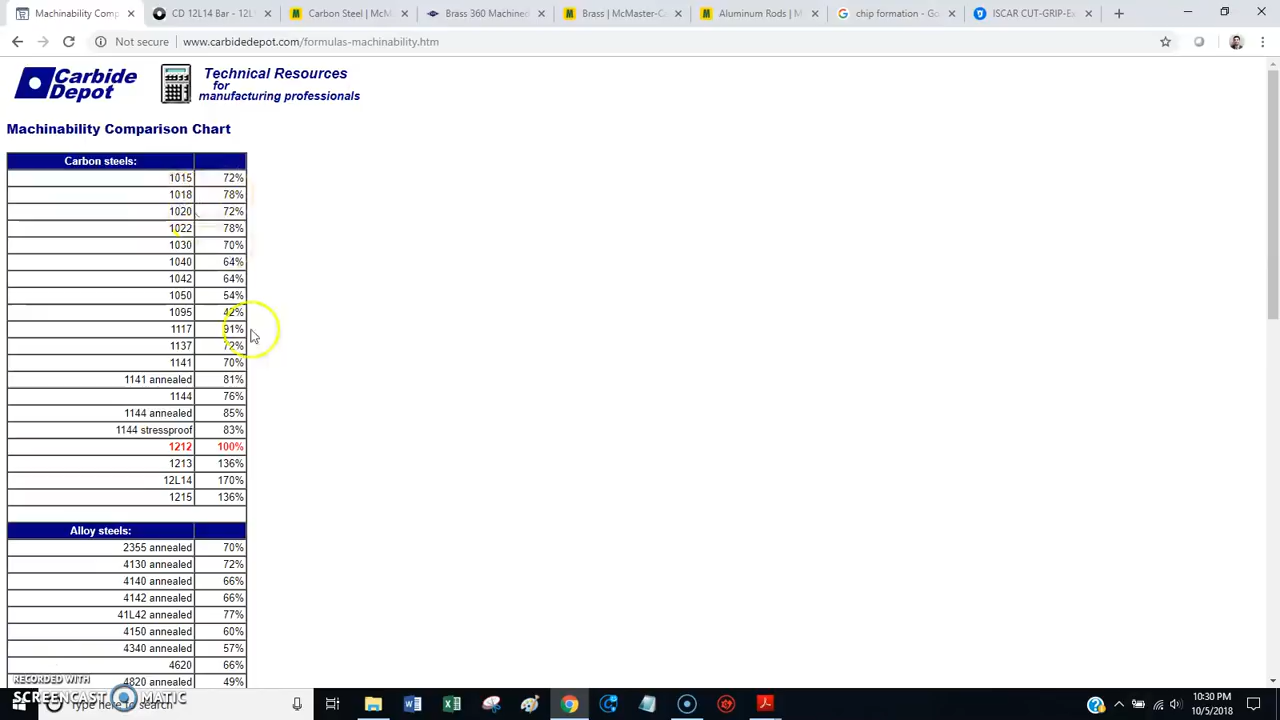 Machinability Comp
CD 12L14 Bar - 12L
Carbon Steel | McM
Brass 360 Machined
Brass | McMaster-C
Aluminum Rods | M
chip formation - Go
ISCAR CUT-GRIP-Ex
Not secure
www.carbidedepot.com/formulas-machinability.htm
Carbide Depot
Technical Resources
for
manufacturing professionals
Machinability Comparison Chart
Carbon steels:
1015 72%
1018 78%
1020 72%
1022 78%
1030 70%
1040 64%
1042 64%
1050 54%
1095 42%
1117 91%
1137 72%
1141 70%
1141 annealed 81%
1144 76%
1144 annealed 85%
1144 stressproof 83%
1212 100%
1213 136%
12L14 170%
1215 136%
Alloy steels:
2355 annealed 70%
4130 annealed 72%
4140 annealed 66%
4142 annealed 66%
41L42 annealed 77%
4150 annealed 60%
4340 annealed 57%
4620 66%
4820 annealed 49%
RECORDED WITH
SCREENCAST MATIC
Type here to search
10:30 PM
10/5/2018